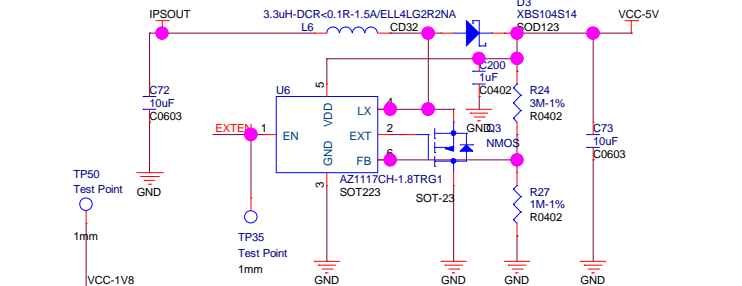 D3
IPSOUT
3.3uH-DCR<0.1R-1.5A/ELL4LG2R2NA
XBS104S14
VCC-5V
L6
CD32
SOD123
C200
1uF
C0402
C72
10uF
C0603
U6
5
VDD
LX
4
R24
3M-1%
R0402
GND
Q3
NMOS
C73
10uF
C0603
EXTEN
1
EN
EXT
2
GND
FB
6
TP50
Test Point
GND
3
AZ1117CH-1.8TRG1
SOT223
SOT-23
R27
1M-1%
R0402
1mm
TP35
Test Point
1mm
VCC-1V8
GND
GND
GND
GND